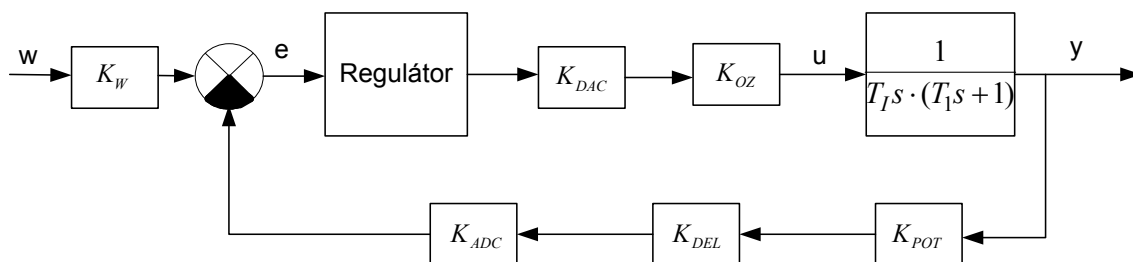 w
K_W
e
Regulátor
K_DAC
K_OZ
u
1
T_I s · (T_1 s + 1)
y
K_ADC
K_DEL
K_POT